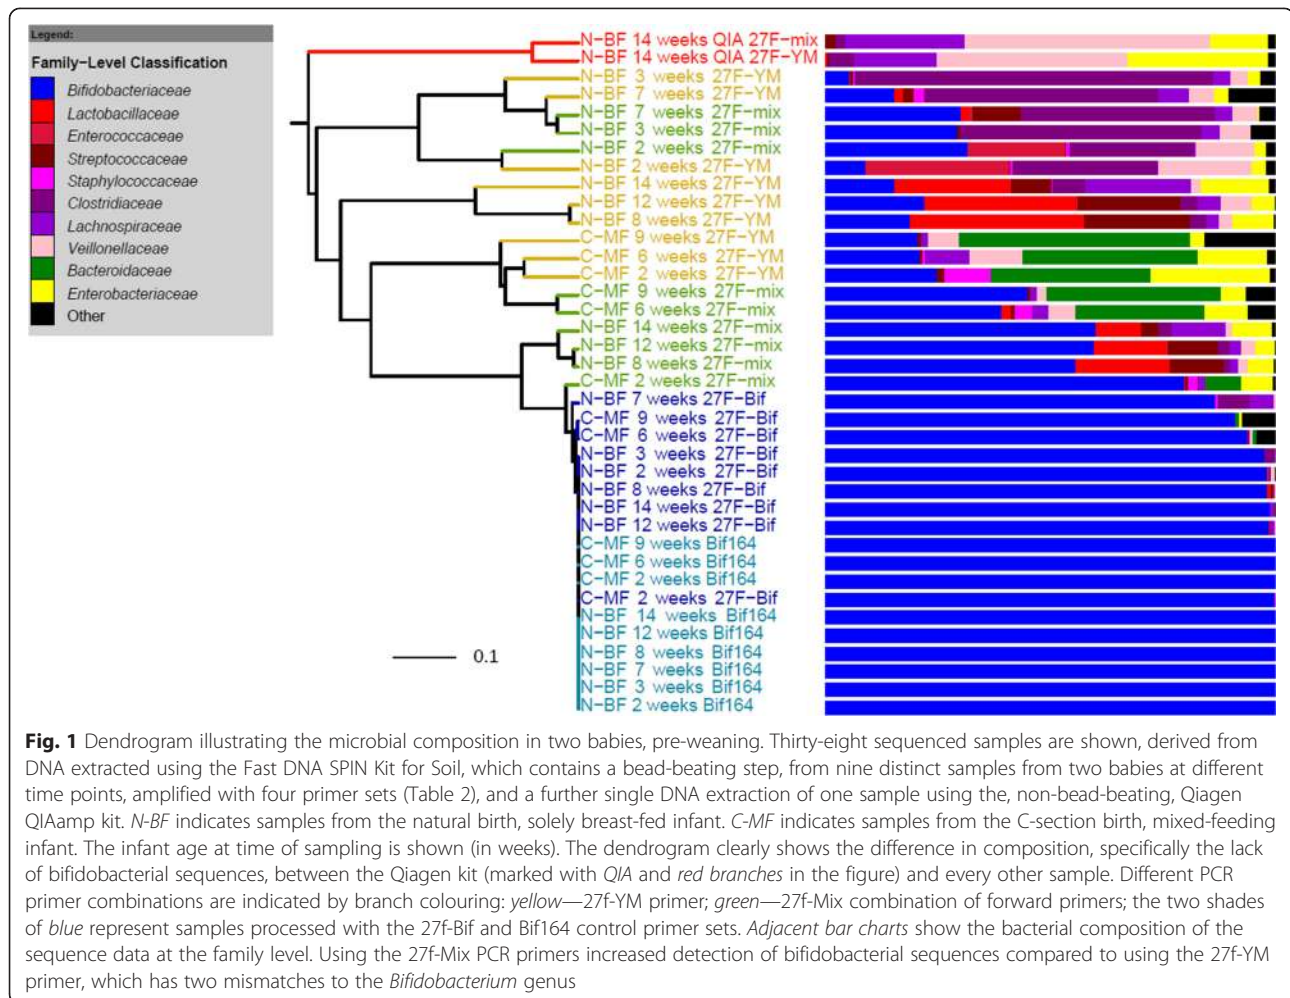 Legend:
Family-Level Classification
Bifidobacteriaceae
Lactobacillaceae
Enterococcaceae
Streptococcaceae
Staphylococcaceae
Clostridiaceae
Lachnospiraceae
Veillonellaceae
Bacteroidaceae
Enterobacteriaceae
Other
N-BF 14 weeks QIA 27F-mix
N-BF 14 weeks QIA 27F-YM
N-BF 3 weeks 27F-YM
N-BF 7 weeks 27F-YM
N-BF 7 weeks 27F-mix
N-BF 3 weeks 27F-mix
N-BF 2 weeks 27F-mix
N-BF 2 weeks 27F-YM
N-BF 14 weeks 27F-YM
N-BF 12 weeks 27F-YM
N-BF 8 weeks 27F-YM
C-MF 9 weeks 27F-YM
C-MF 6 weeks 27F-YM
C-MF 2 weeks 27F-YM
C-MF 9 weeks 27F-mix
C-MF 6 weeks 27F-mix
N-BF 14 weeks 27F-mix
N-BF 12 weeks 27F-mix
N-BF 8 weeks 27F-mix
C-MF 2 weeks 27F-mix
N-BF 7 weeks 27F-Bif
C-MF 9 weeks 27F-Bif
C-MF 6 weeks 27F-Bif
N-BF 3 weeks 27F-Bif
N-BF 2 weeks 27F-Bif
N-BF 8 weeks 27F-Bif
N-BF 14 weeks 27F-Bif
N-BF 12 weeks 27F-Bif
C-MF 9 weeks Bif164
C-MF 6 weeks Bif164
C-MF 2 weeks Bif164
C-MF 2 weeks 27F-Bif
N-BF 14 weeks Bif164
N-BF 12 weeks Bif164
N-BF 8 weeks Bif164
N-BF 7 weeks Bif164
N-BF 3 weeks Bif164
N-BF 2 weeks Bif164
0.1
Fig. 1 Dendrogram illustrating the microbial composition in two babies, pre-weaning. Thirty-eight sequenced samples are shown, derived from
DNA extracted using the Fast DNA SPIN Kit for Soil, which contains a bead-beating step, from nine distinct samples from two babies at different
time points, amplified with four primer sets (Table 2), and a further single DNA extraction of one sample using the, non-bead-beating, Qiagen
QIAamp kit. N-BF indicates samples from the natural birth, solely breast-fed infant. C-MF indicates samples from the C-section birth, mixed-feeding
infant. The infant age at time of sampling is shown (in weeks). The dendrogram clearly shows the difference in composition, specifically the lack
of bifidobacterial sequences, between the Qiagen kit (marked with QIA and red branches in the figure) and every other sample. Different PCR
primer combinations are indicated by branch colouring: yellow—27f-YM primer; green—27f-Mix combination of forward primers; the two shades
of blue represent samples processed with the 27f-Bif and Bif164 control primer sets. Adjacent bar charts show the bacterial composition of the
sequence data at the family level. Using the 27f-Mix PCR primers increased detection of bifidobacterial sequences compared to using the 27f-YM
primer, which has two mismatches to the Bifidobacterium genus